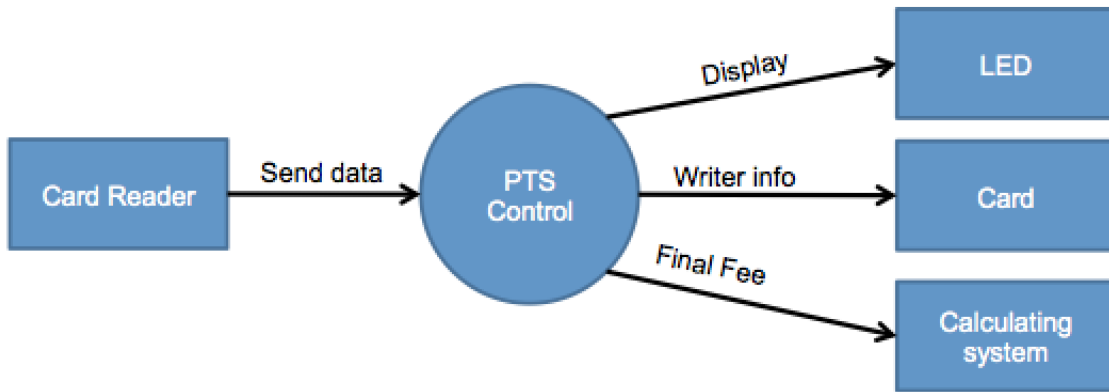 Card Reader
Send data
PTS
Control
Display
Writer info
Final Fee
LED
Card
Calculating
system